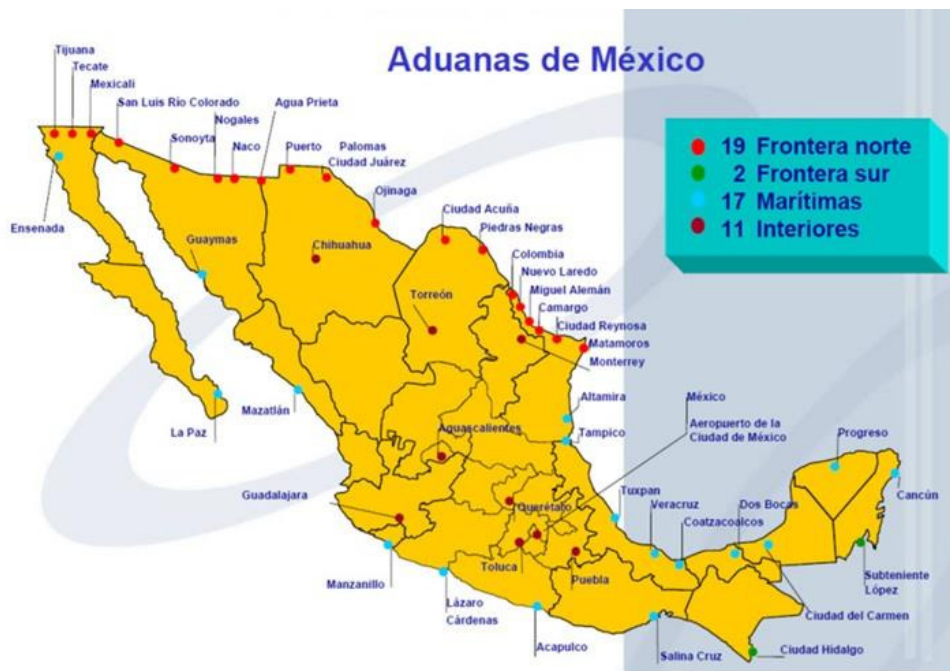 Aduanas de México
Tijuana
Tecate
Mexicali
San Luis Río Colorado
Agua Prieta
Nogales
Sonoyta
Naco
Puerto
Palomas
Ciudad Juárez
Ojinaga
19 Frontera norte
2 Frontera sur
17 Marítimas
11 Interiores
Ensenada
Guaymas
Chihuahua
Ciudad Acuña
Piedras Negras
Colombia
Nuevo Laredo
Miguel Alemán
Torreón
Camargo
Ciudad Reynosa
Matamoros
Monterrey
Mazatlán
La Paz
Altamira
México
Aguascalientes
Tampico
Aeropuerto de la
Ciudad de México
Progreso
Guadalajara
Querétato
Tuxpan
Veracruz
Dos Bocas
Cancún
Coatzacoalcos
Toluca
Puebla
Manzanillo
Subteniente
López
Lázaro
Cárdenas
Ciudad del Carmen
Acapulco
Salina Cruz
Ciudad Hidalgo